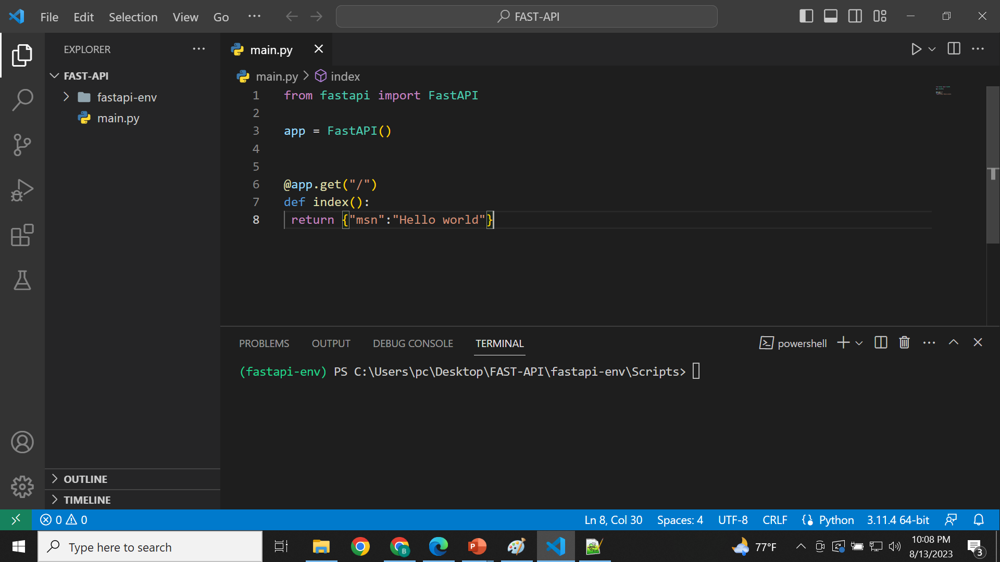 File Edit Selection View Go ...
FAST-API
EXPLORER
FAST-API
fastapi-env
main.py
OUTLINE
TIMELINE
main.py
main.py > index
1 from fastapi import FastAPI
2
3 app = FastAPI()
4
5
6 @app.get("/")
7 def index():
8 return {"msn":"Hello world"}
PROBLEMS OUTPUT DEBUG CONSOLE TERMINAL
powershell
(fastapi-env) PS C:\Users\pc\Desktop\FAST-API\fastapi-env\Scripts>
0 0
Ln 8, Col 30 Spaces: 4 UTF-8 CRLF Python 3.11.4 64-bit
Type here to search
B
P
77°F
10:08 PM
8/13/2023
3